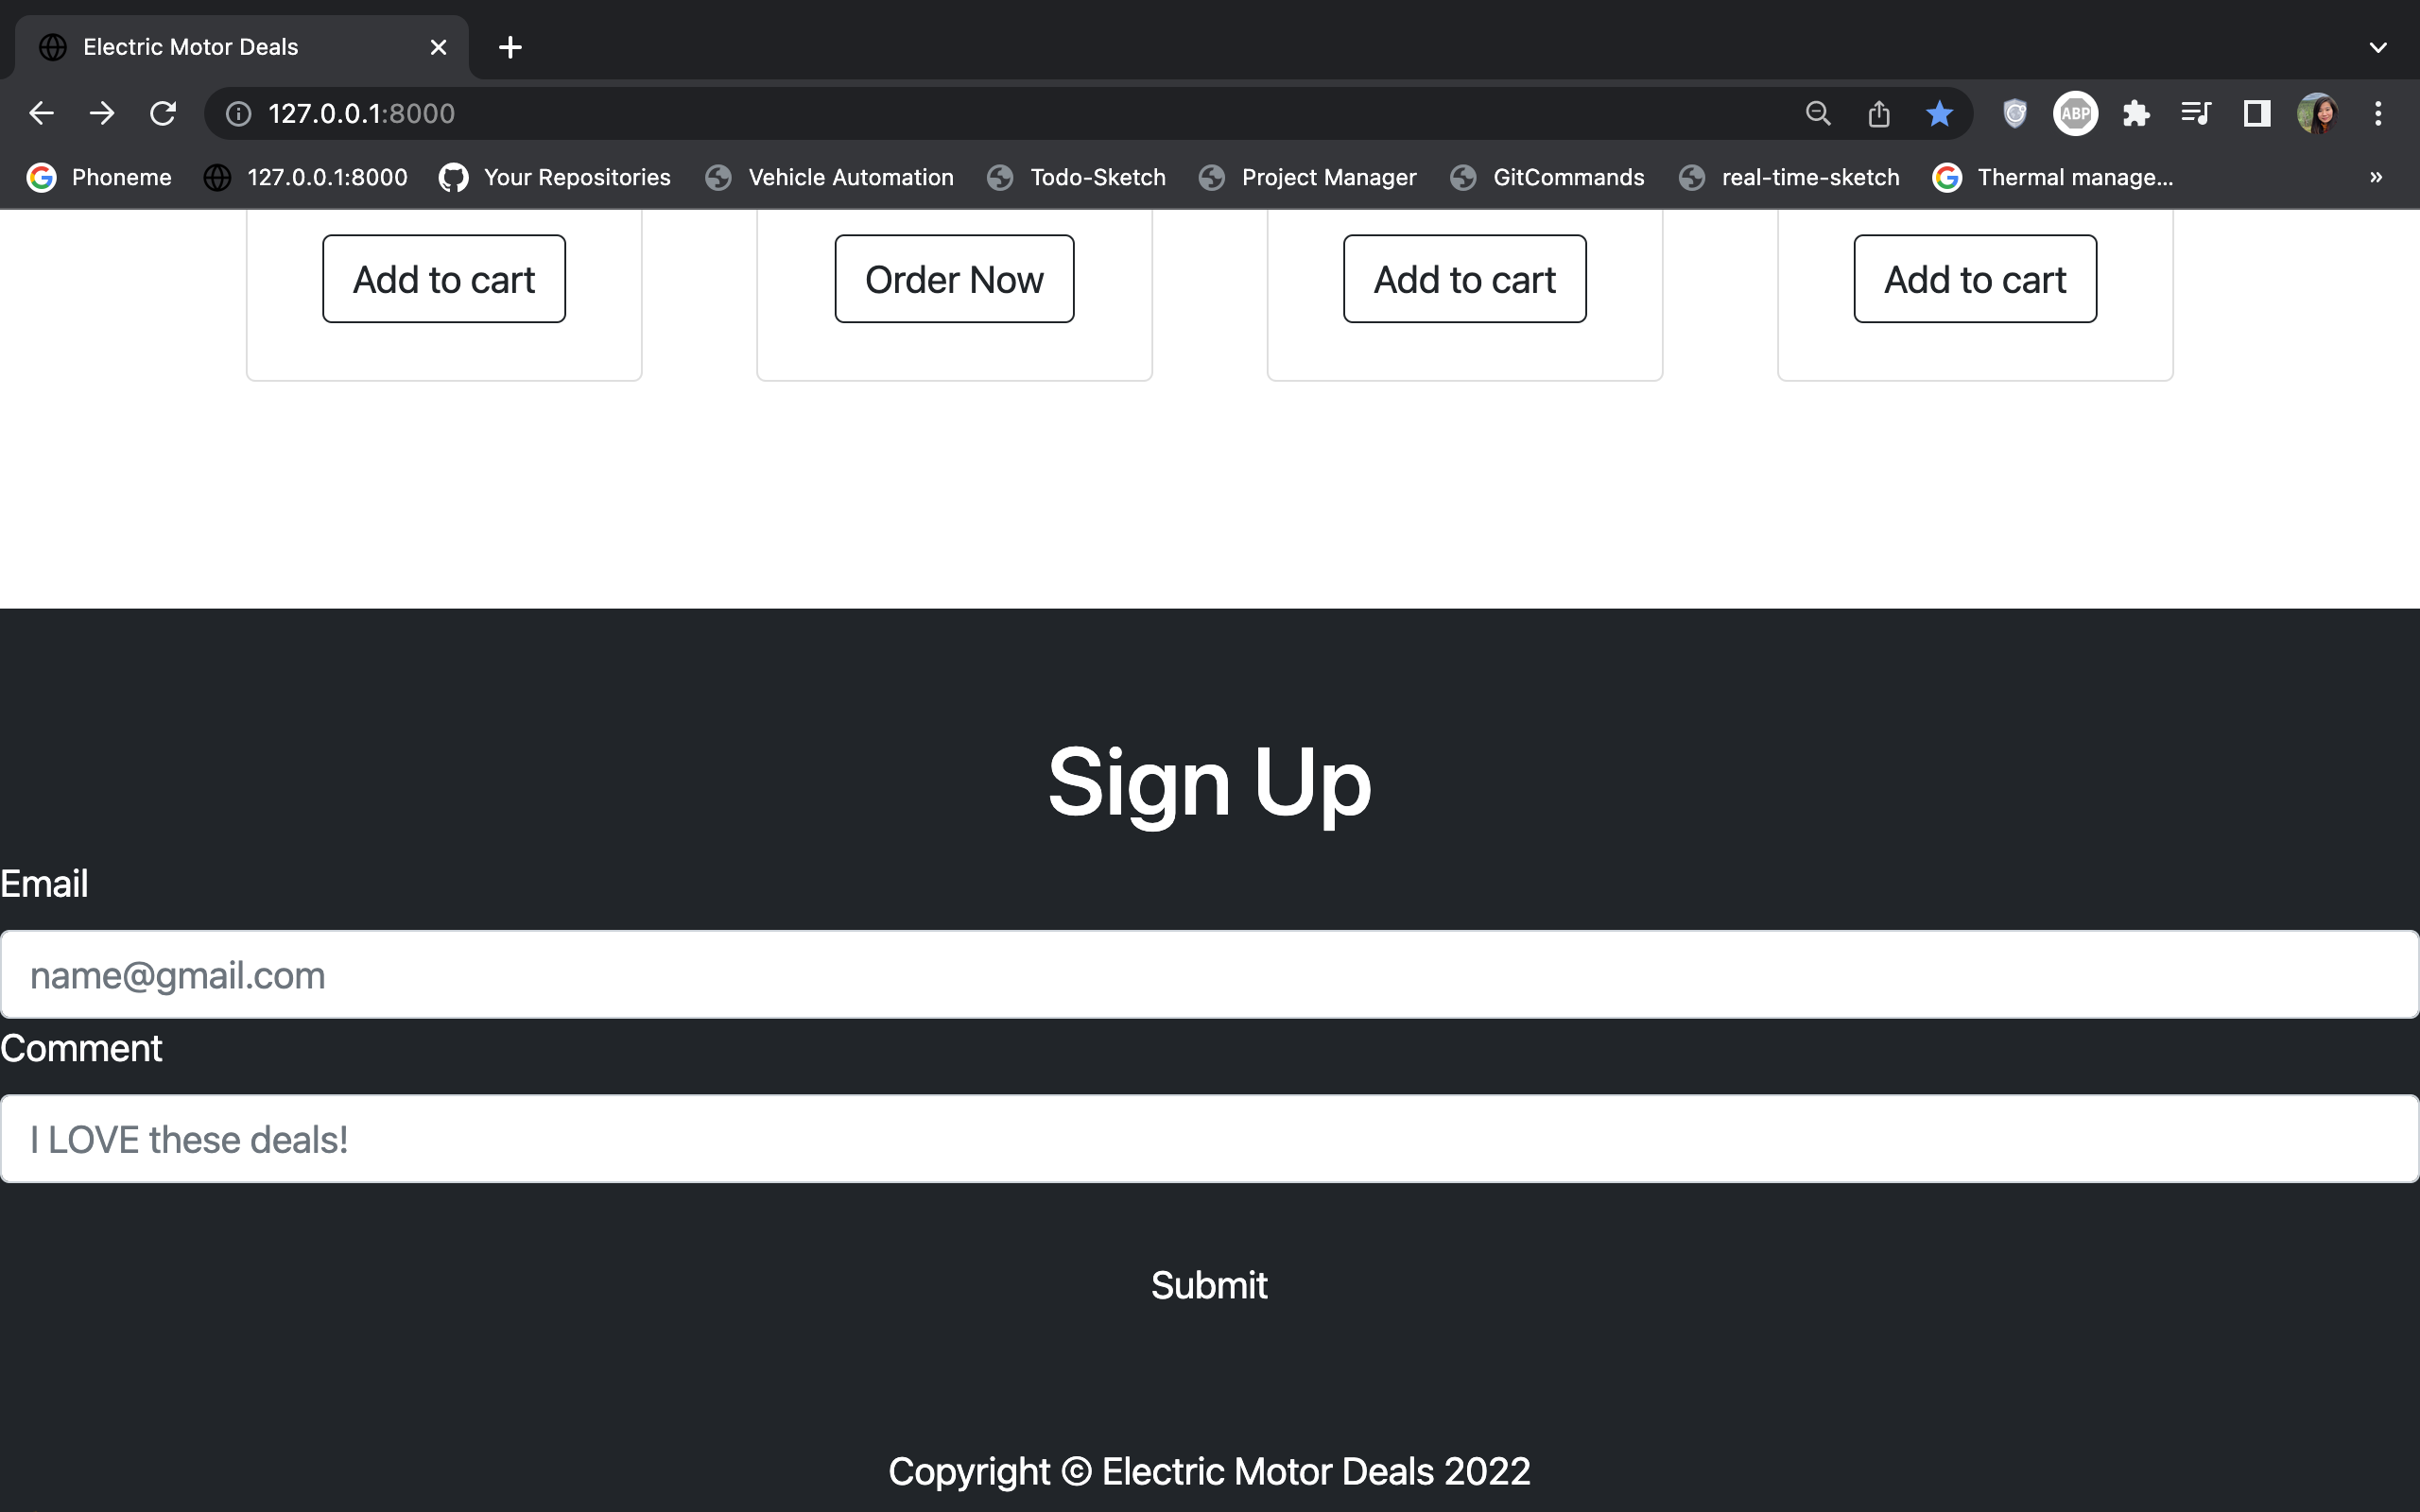 Electric Motor Deals
127.0.0.1:8000
ABP
Phoneme 127.0.0.1:8000 Your Repositories Vehicle Automation Todo-Sketch Project Manager GitCommands real-time-sketch Thermal manage... »
Add to cart Order Now Add to cart Add to cart
Sign Up
Email
name@gmail.com
Comment
I LOVE these deals!
Submit
Copyright © Electric Motor Deals 2022